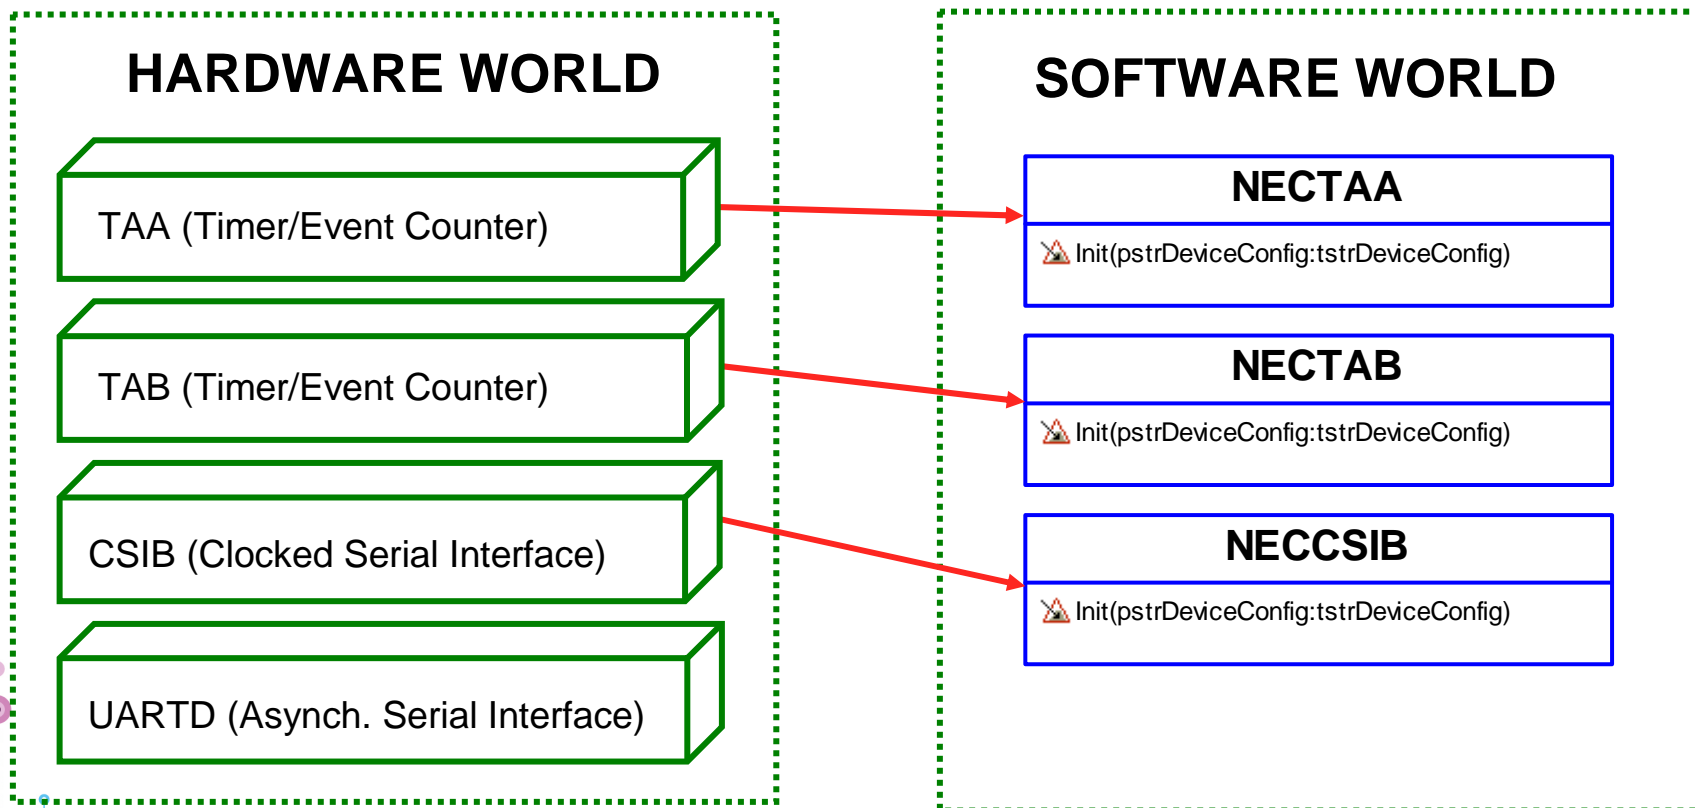 HARDWARE WORLD
TAA (Timer/Event Counter)
TAB (Timer/Event Counter)
CSIB (Clocked Serial Interface)
UARTD (Asynch. Serial Interface)
SOFTWARE WORLD
NECTAA
Init(pstrDeviceConfig:tstrDeviceConfig)
NECTAB
Init(pstrDeviceConfig:tstrDeviceConfig)
NECCSIB
Init(pstrDeviceConfig:tstrDeviceConfig)